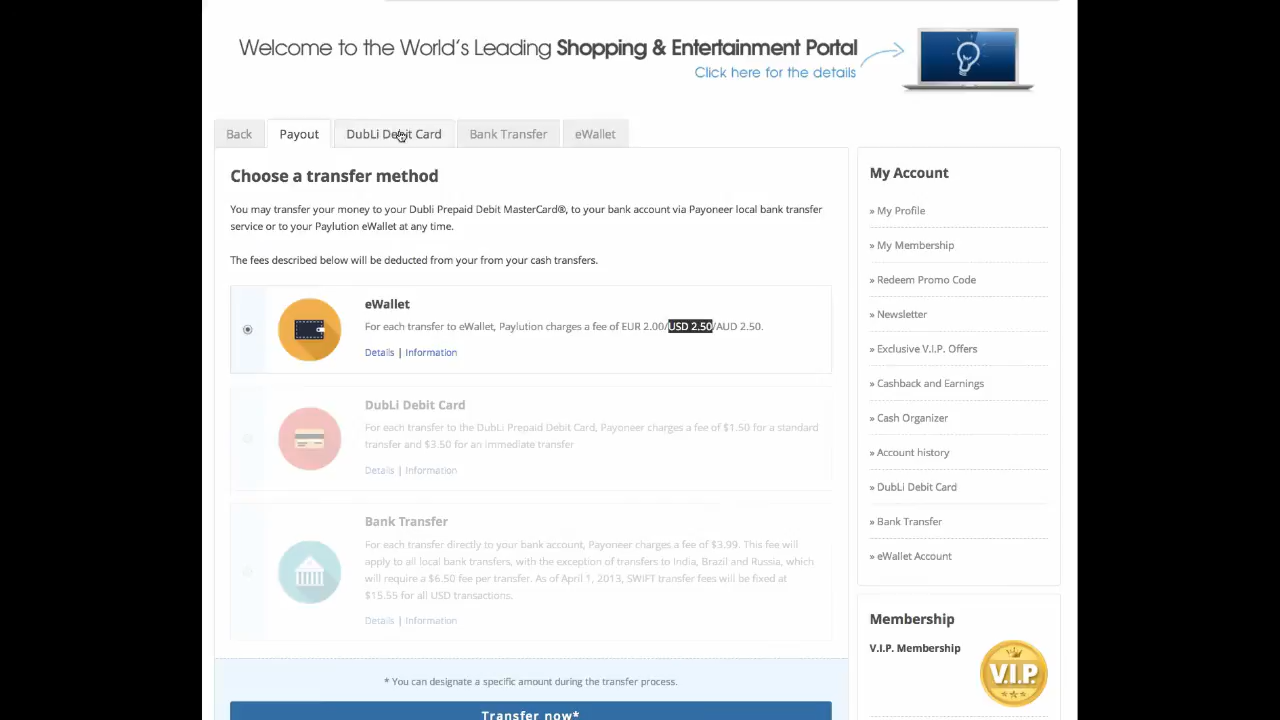 Welcome to the World's Leading Shopping & Entertainment Portal
Click here for the details
Back
Payout
DubLi Debit Card
Bank Transfer
eWallet
Choose a transfer method
You may transfer your money to your Dubli Prepaid Debit MasterCard®, to your bank account via Payoneer local bank transfer
service or to your Paylution eWallet at any time.
The fees described below will be deducted from your from your cash transfers.
eWallet
For each transfer to eWallet, Paylution charges a fee of EUR 2.00/USD 2.50/AUD 2.50.
Details | Information
DubLi Debit Card
For each transfer to the DubLi Prepaid Debit Card, Payoneer charges a fee of $1.50 for a standard
transfer and $3.50 for an immediate transfer
Details | Information
Bank Transfer
For each transfer directly to your bank account, Payoneer charges a fee of $3.99. This fee will
apply to all local bank transfers, with the exception of transfers to India, Brazil and Russia, which
will require a $6.50 fee per transfer. As of April 1, 2013, SWIFT transfer fees will be fixed at
$15.55 for all USD transactions.
Details | Information
* You can designate a specific amount during the transfer process.
Transfer now*
My Account
» My Profile
» My Membership
» Redeem Promo Code
» Newsletter
» Exclusive V.I.P. Offers
» Cashback and Earnings
» Cash Organizer
» Account history
» DubLi Debit Card
» Bank Transfer
» eWallet Account
Membership
V.I.P. Membership
V.I.P.